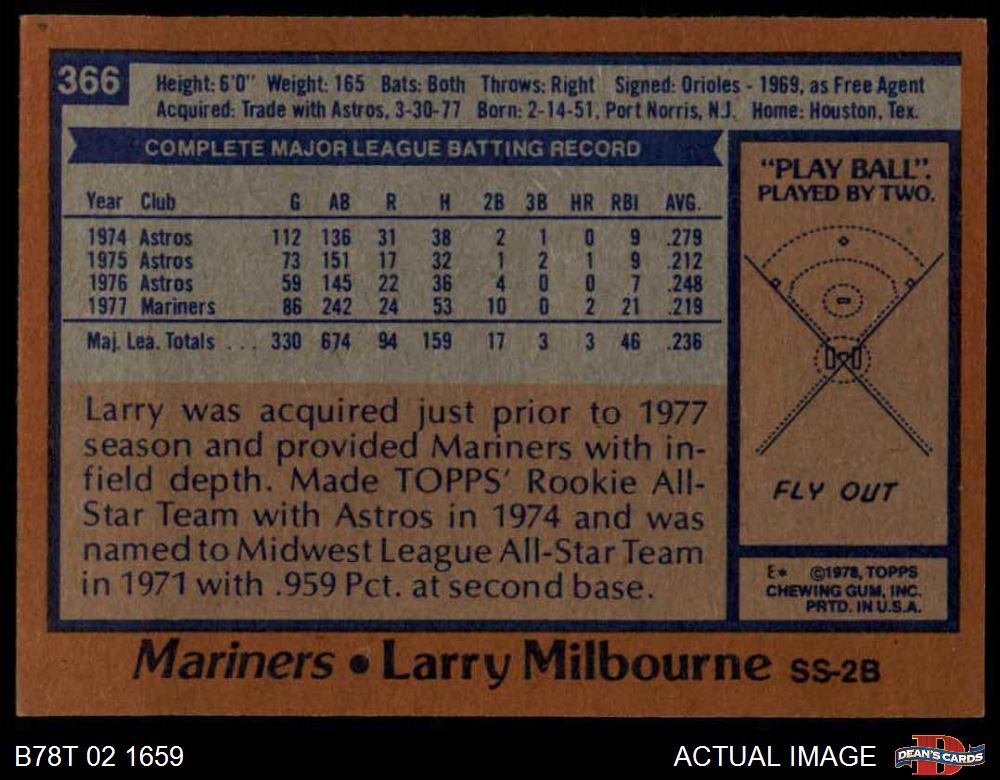 366
Height: 6'0" Weight: 165 Bats: Both Throws: Right Signed: Orioles - 1969, as Free Agent
Acquired: Trade with Astros, 3-30-77 Born: 2-14-51, Port Norris, N.J. Home: Houston, Tex.
COMPLETE MAJOR LEAGUE BATTING RECORD
Year Club G AB R H 2B 3B HR RBI AVG.
1974 Astros 112 136 31 38 2 1 0 9 .279
1975 Astros 73 151 17 32 1 2 1 9 .212
1976 Astros 59 145 22 36 4 0 0 7 .248
1977 Mariners 86 242 24 53 10 0 2 21 .219
Maj. Lea. Totals . . . 330 674 94 159 17 3 3 46 .236
Larry was acquired just prior to 1977
season and provided Mariners with in-
field depth. Made TOPPS' Rookie All-
Star Team with Astros in 1974 and was
named to Midwest League All-Star Team
in 1971 with .959 Pct. at second base.
"PLAY BALL".
PLAYED BY TWO.
FLY OUT
E* ©1978, TOPPS
CHEWING GUM, INC.
PRTD. IN U.S.A.
Mariners • Larry Milbourne SS-2B
B78T 02 1659
ACTUAL IMAGE
D
DEAN'S CARDS